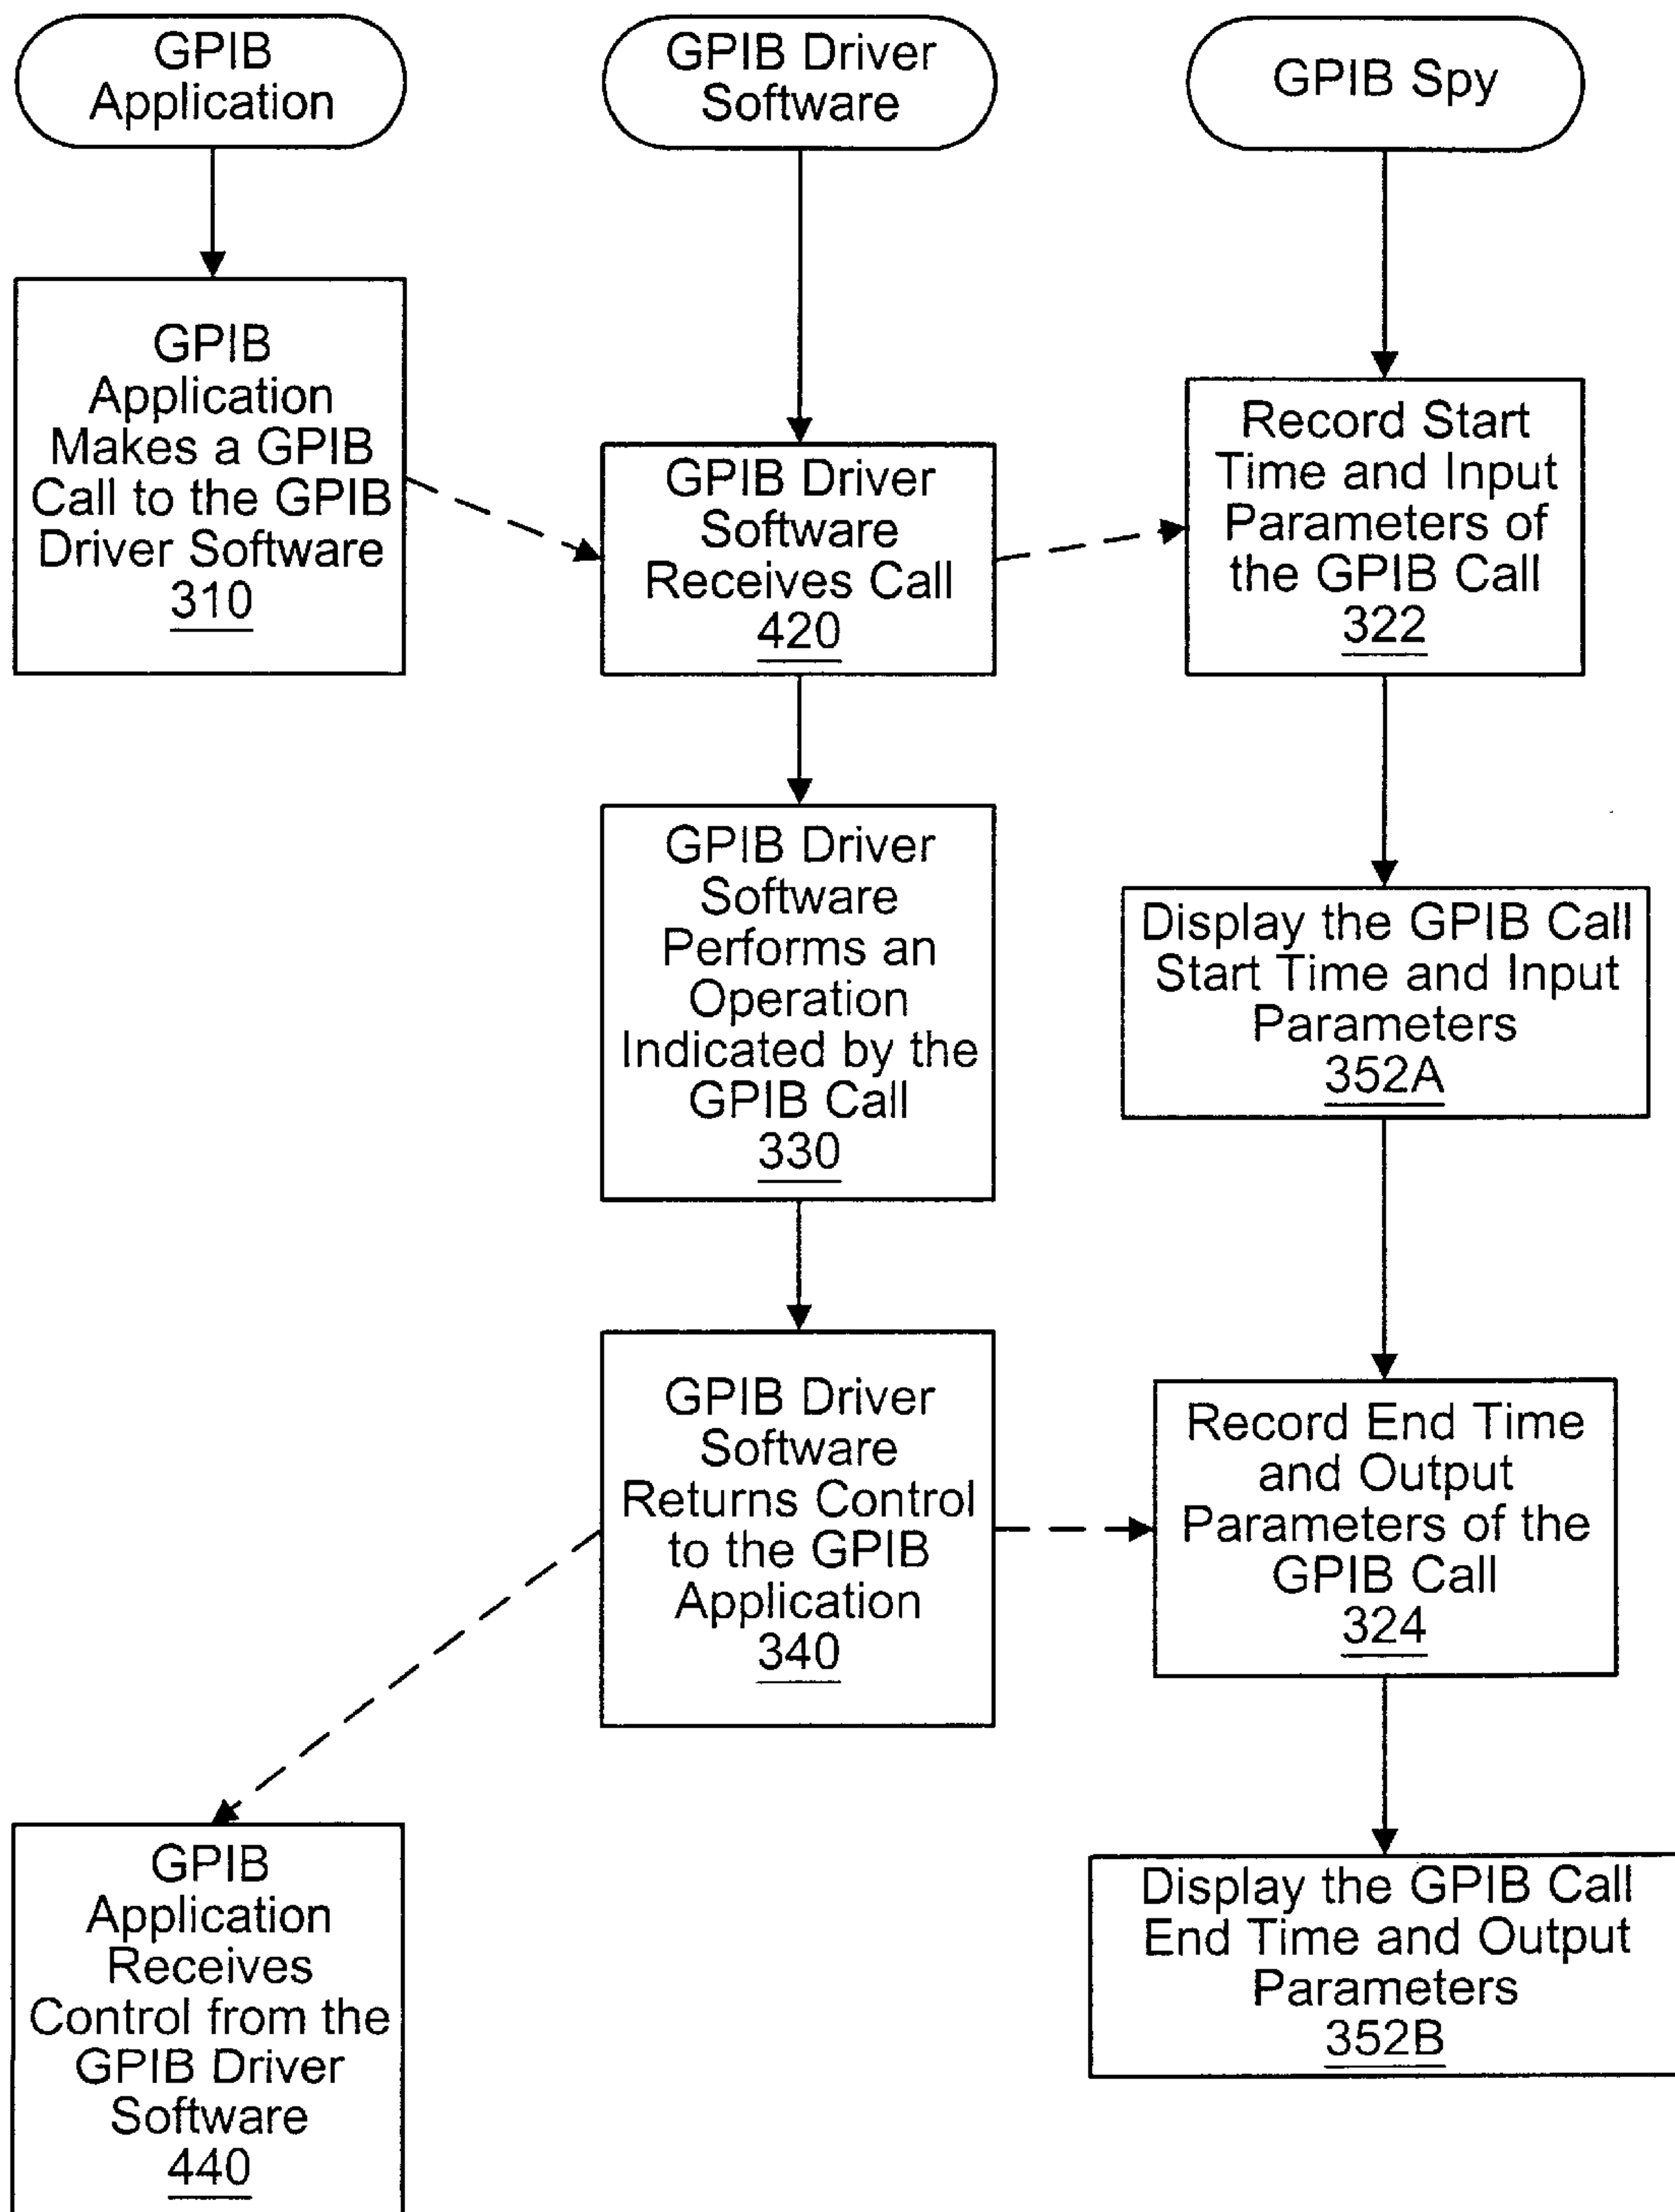 GPIB
Application
GPIB Driver
Software
GPIB Spy
GPIB
Application
Makes a GPIB
Call to the GPIB
Driver Software
310
GPIB Driver
Software
Receives Call
420
Record Start
Time and Input
Parameters of
the GPIB Call
322
GPIB Driver
Software
Performs an
Operation
Indicated by the
GPIB Call
330
Display the GPIB Call
Start Time and Input
Parameters
352A
GPIB Driver
Software
Returns Control
to the GPIB
Application
340
Record End Time
and Output
Parameters of the
GPIB Call
324
GPIB
Application
Receives
Control from the
GPIB Driver
Software
440
Display the GPIB Call
End Time and Output
Parameters
352B